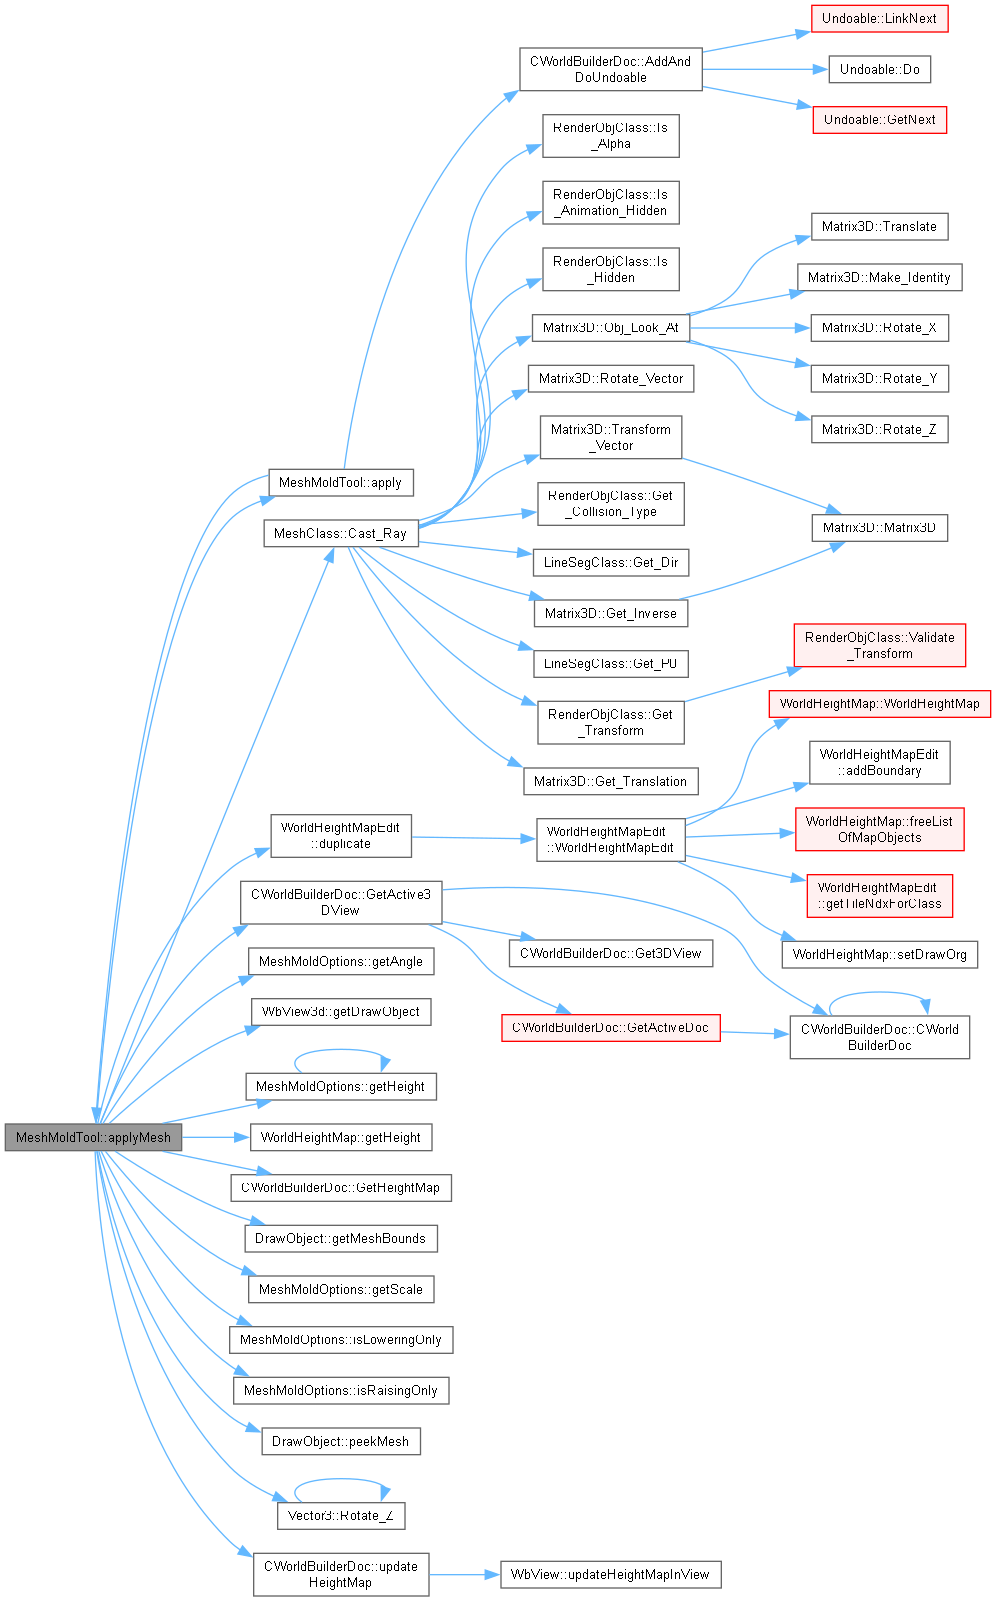 Undoable::LinkNext
CWorldBuilderDoc::AddAnd
DoUndoable
Undoable::Do
Undoable::GetNext
RenderObjClass::Is
_Alpha
RenderObjClass::Is
_Animation_Hidden
RenderObjClass::Is
_Hidden
Matrix3D::Translate
Matrix3D::Make_Identity
Matrix3D::Obj_Look_At
Matrix3D::Rotate_X
Matrix3D::Rotate_Vector
Matrix3D::Rotate_Y
Matrix3D::Transform
_Vector
Matrix3D::Rotate_Z
MeshMoldTool::apply
RenderObjClass::Get
_Collision_Type
MeshClass::Cast_Ray
Matrix3D::Matrix3D
LineSegClass::Get_Dir
Matrix3D::Get_Inverse
LineSegClass::Get_P0
RenderObjClass::Validate
_Transform
RenderObjClass::Get
_Transform
WorldHeightMap::WorldHeightMap
Matrix3D::Get_Translation
WorldHeightMapEdit
::addBoundary
WorldHeightMapEdit
::duplicate
WorldHeightMapEdit
::WorldHeightMapEdit
WorldHeightMap::freeList
OfMapObjects
WorldHeightMapEdit
::getTileNdxForClass
CWorldBuilderDoc::GetActive3
DView
CWorldBuilderDoc::Get3DView
WorldHeightMap::setDrawOrg
MeshMoldOptions::getAngle
WbView3d::getDrawObject
CWorldBuilderDoc::GetActiveDoc
CWorldBuilderDoc::CWorld
BuilderDoc
MeshMoldOptions::getHeight
MeshMoldTool::applyMesh
WorldHeightMap::getHeight
CWorldBuilderDoc::GetHeightMap
DrawObject::getMeshBounds
MeshMoldOptions::getScale
MeshMoldOptions::isLoweringOnly
MeshMoldOptions::isRaisingOnly
DrawObject::peekMesh
Vector3::Rotate_Z
CWorldBuilderDoc::update
HeightMap
WbView::updateHeightMapInView